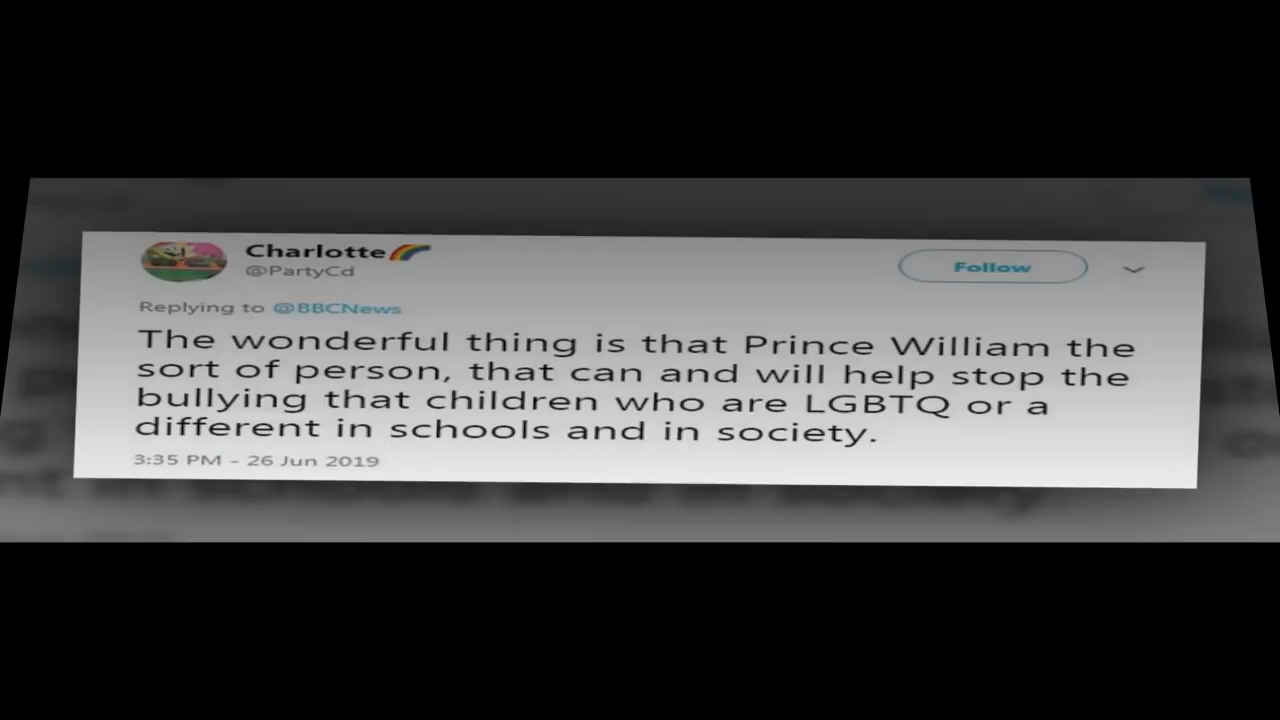 Charlotte🌈
@PartyCd
Follow
Replying to @BBCNews
The wonderful thing is that Prince William the
sort of person, that can and will help stop the
bullying that children who are LGBTQ or a
different in schools and in society.
3:35 PM - 26 Jun 2019